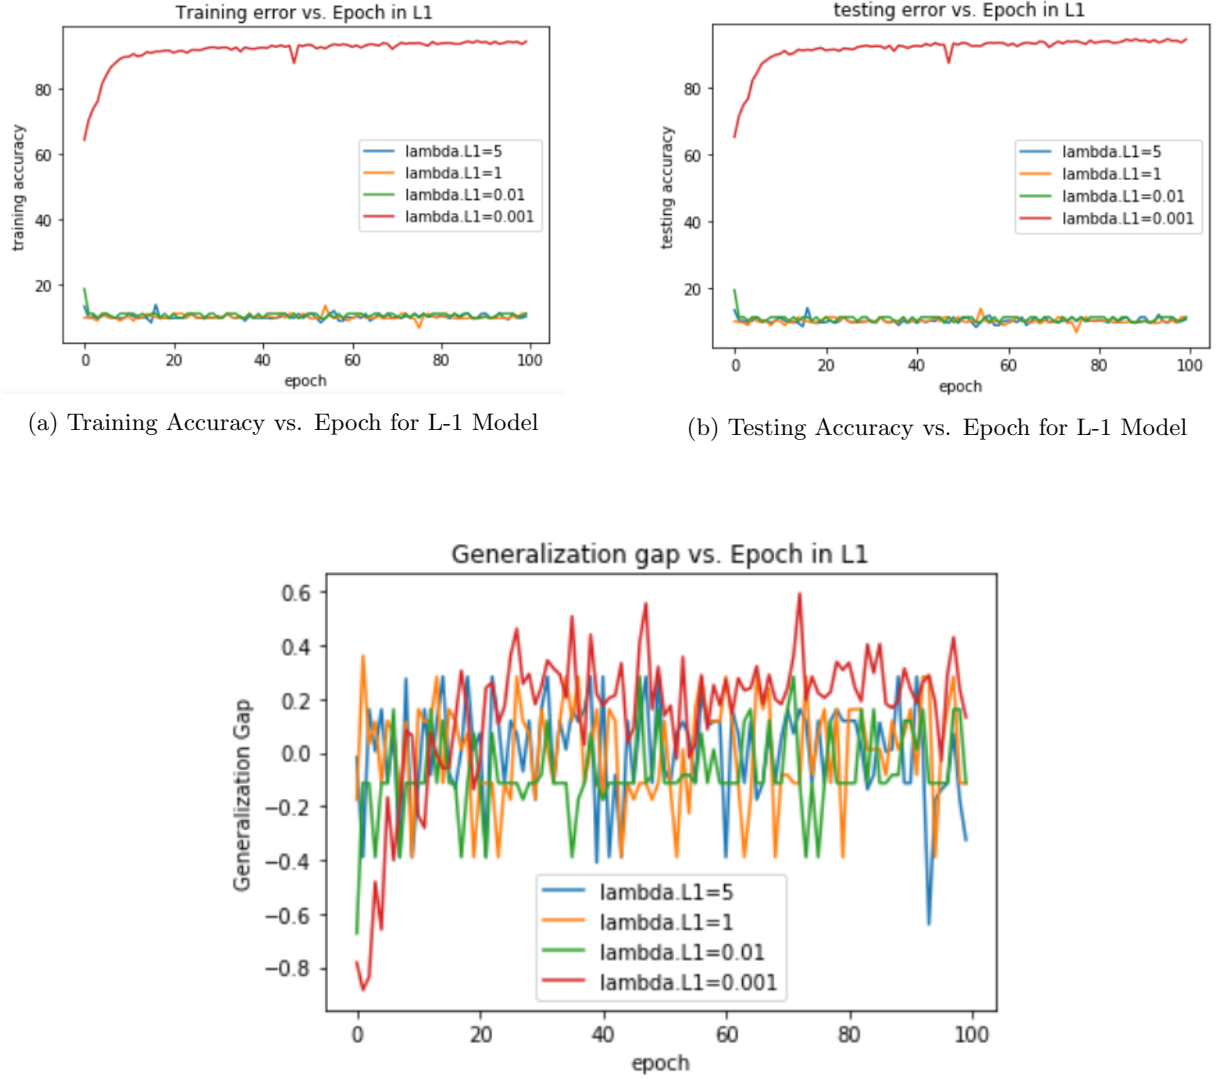 Training error vs. Epoch in L1
training accuracy
80
60
40
20
lambda.L1=5
lambda.L1=1
lambda.L1=0.01
lambda.L1=0.001
0 20 40 60 80 100
epoch
(a) Training Accuracy vs. Epoch for L-1 Model
testing error vs. Epoch in L1
testing accuracy
80
60
40
20
lambda.L1=5
lambda.L1=1
lambda.L1=0.01
lambda.L1=0.001
0 20 40 60 80 100
epoch
(b) Testing Accuracy vs. Epoch for L-1 Model
Generalization gap vs. Epoch in L1
Generalization Gap
0.6
0.4
0.2
0.0
−0.2
−0.4
−0.6
−0.8
lambda.L1=5
lambda.L1=1
lambda.L1=0.01
lambda.L1=0.001
0 20 40 60 80 100
epoch